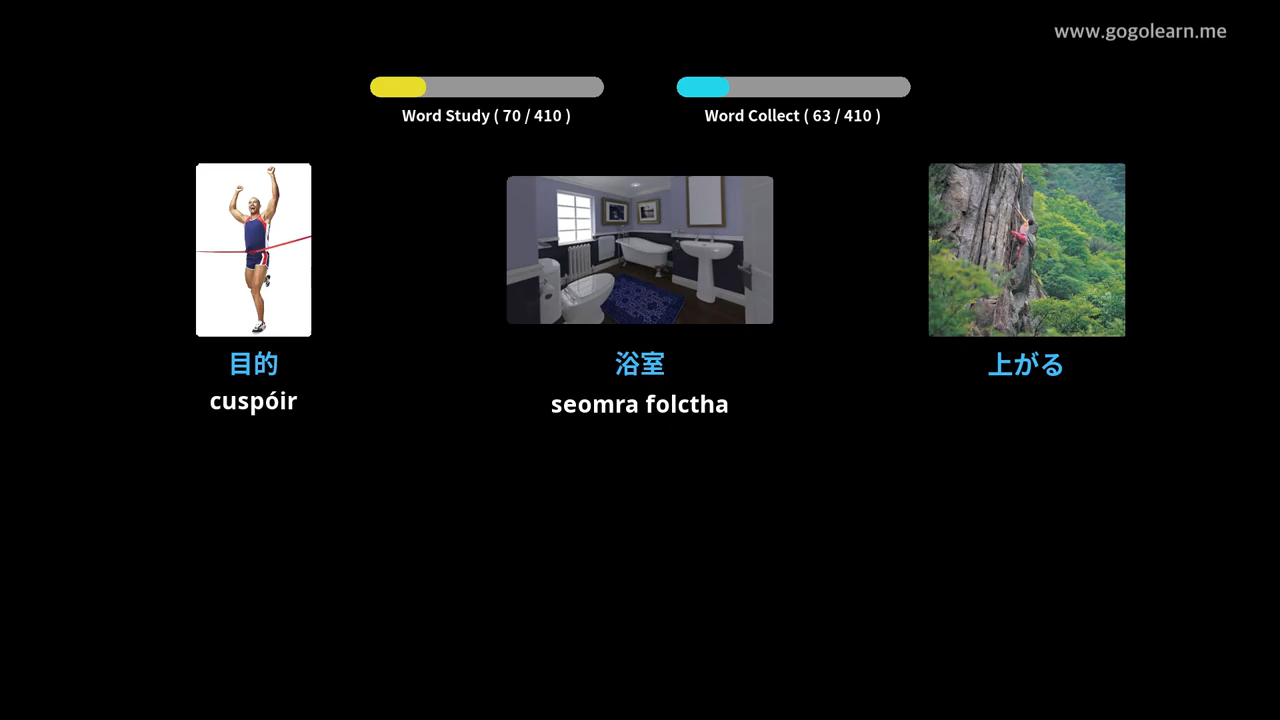 www.gogolearn.me
Word Study ( 70 / 410 )
Word Collect ( 63 / 410 )
目的
cuspóir
浴室
seomra folctha
上がる